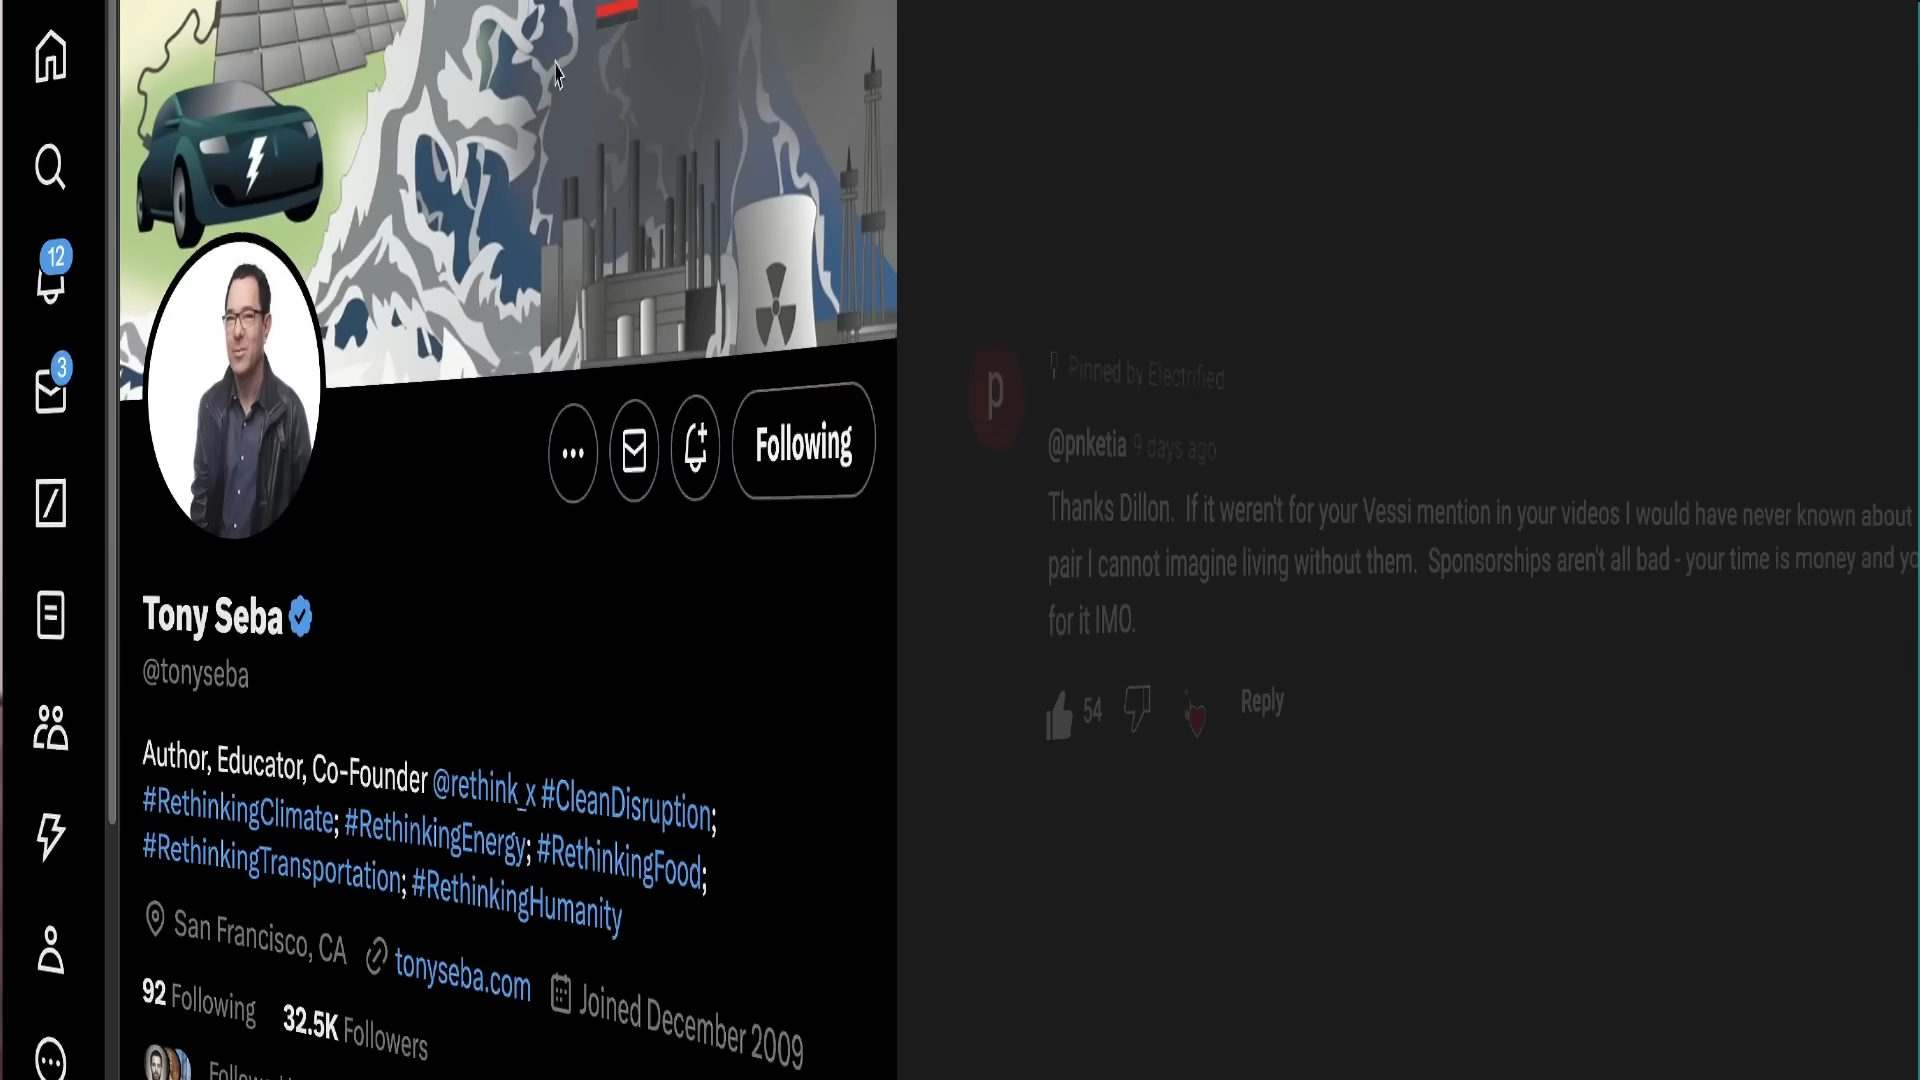 12
3
Following
Tony Seba
@tonyseba
Author, Educator, Co-Founder @rethink_x #CleanDisruption;
#RethinkingClimate; #RethinkingEnergy; #RethinkingFood;
#RethinkingTransportation; #RethinkingHumanity
San Francisco, CA tonyseba.com Joined December 2009
92 Following 32.5K Followers
p
Pinned by Electrified
@pnketia 9 days ago
Thanks Dillon. If it weren't for your Vessi mention in your videos I would have never known about
pair I cannot imagine living without them. Sponsorships aren't all bad - your time is money and
for it IMO.
54 Reply